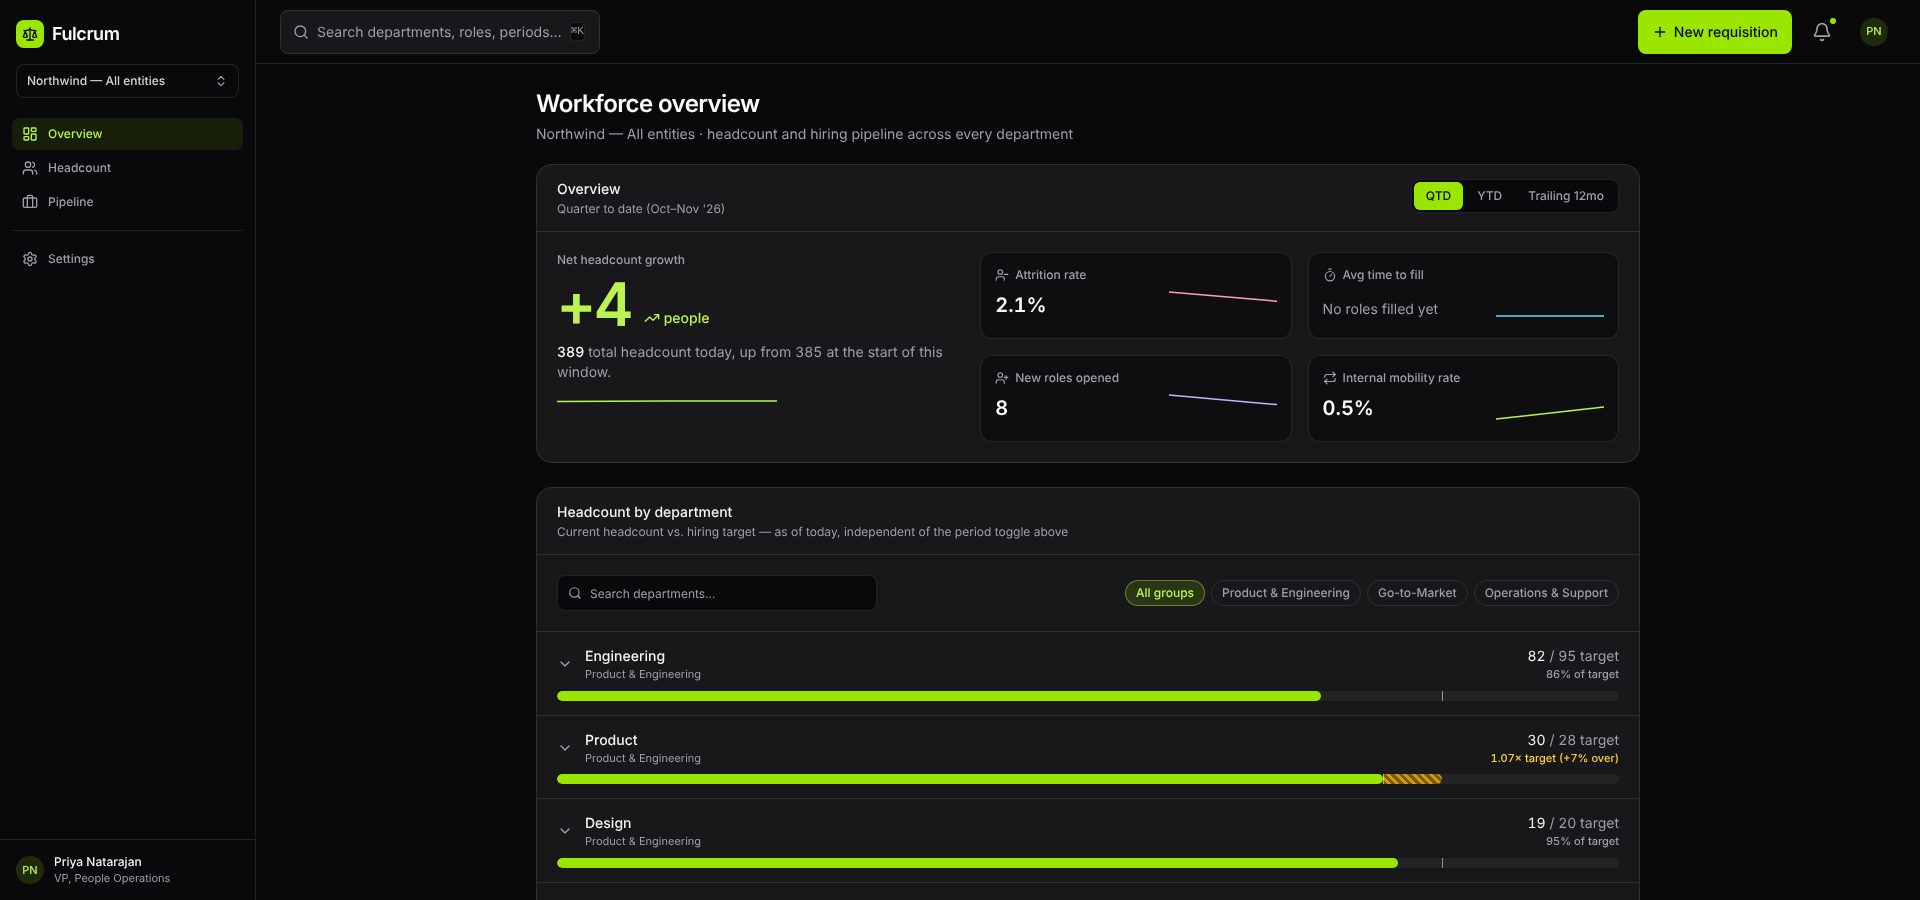 Fulcrum
Northwind — All entities
Overview
Headcount
Pipeline
Settings
Priya Natarajan
PN
VP, People Operations
Search departments, roles, periods... ⌘K
New requisition
PN
Workforce overview
Northwind — All entities · headcount and hiring pipeline across every department
Overview
Quarter to date (Oct–Nov '26)
QTD YTD Trailing 12mo
Net headcount growth
+4 people
389 total headcount today, up from 385 at the start of this
window.
Attrition rate
2.1%
Avg time to fill
No roles filled yet
New roles opened
8
Internal mobility rate
0.5%
Headcount by department
Current headcount vs. hiring target — as of today, independent of the period toggle above
Search departments...
All groups Product & Engineering Go-to-Market Operations & Support
Engineering
Product & Engineering
82 / 95 target
86% of target
Product
Product & Engineering
30 / 28 target
1.07× target (+7% over)
Design
Product & Engineering
19 / 20 target
95% of target